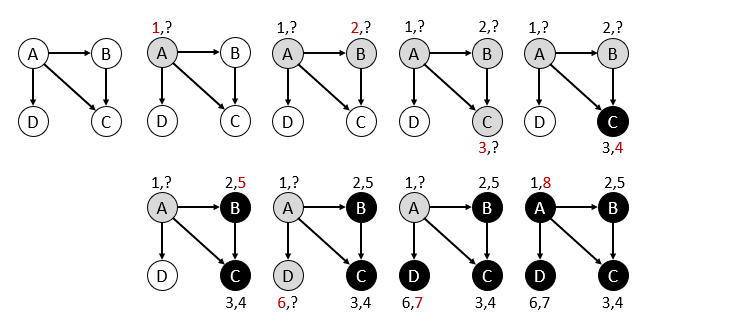 1,? 1,? 2,? 1,? 2,? 1,? 2,?
A B A B A B A B A B
D C D C D C D C D C
3,? 3,4
1,? 2,5 1,? 2,5 1,? 2,5 1,8 2,5
A B A B A B A B
D C D C D C D C
3,4 6,? 3,4 6,7 3,4 6,7 3,4